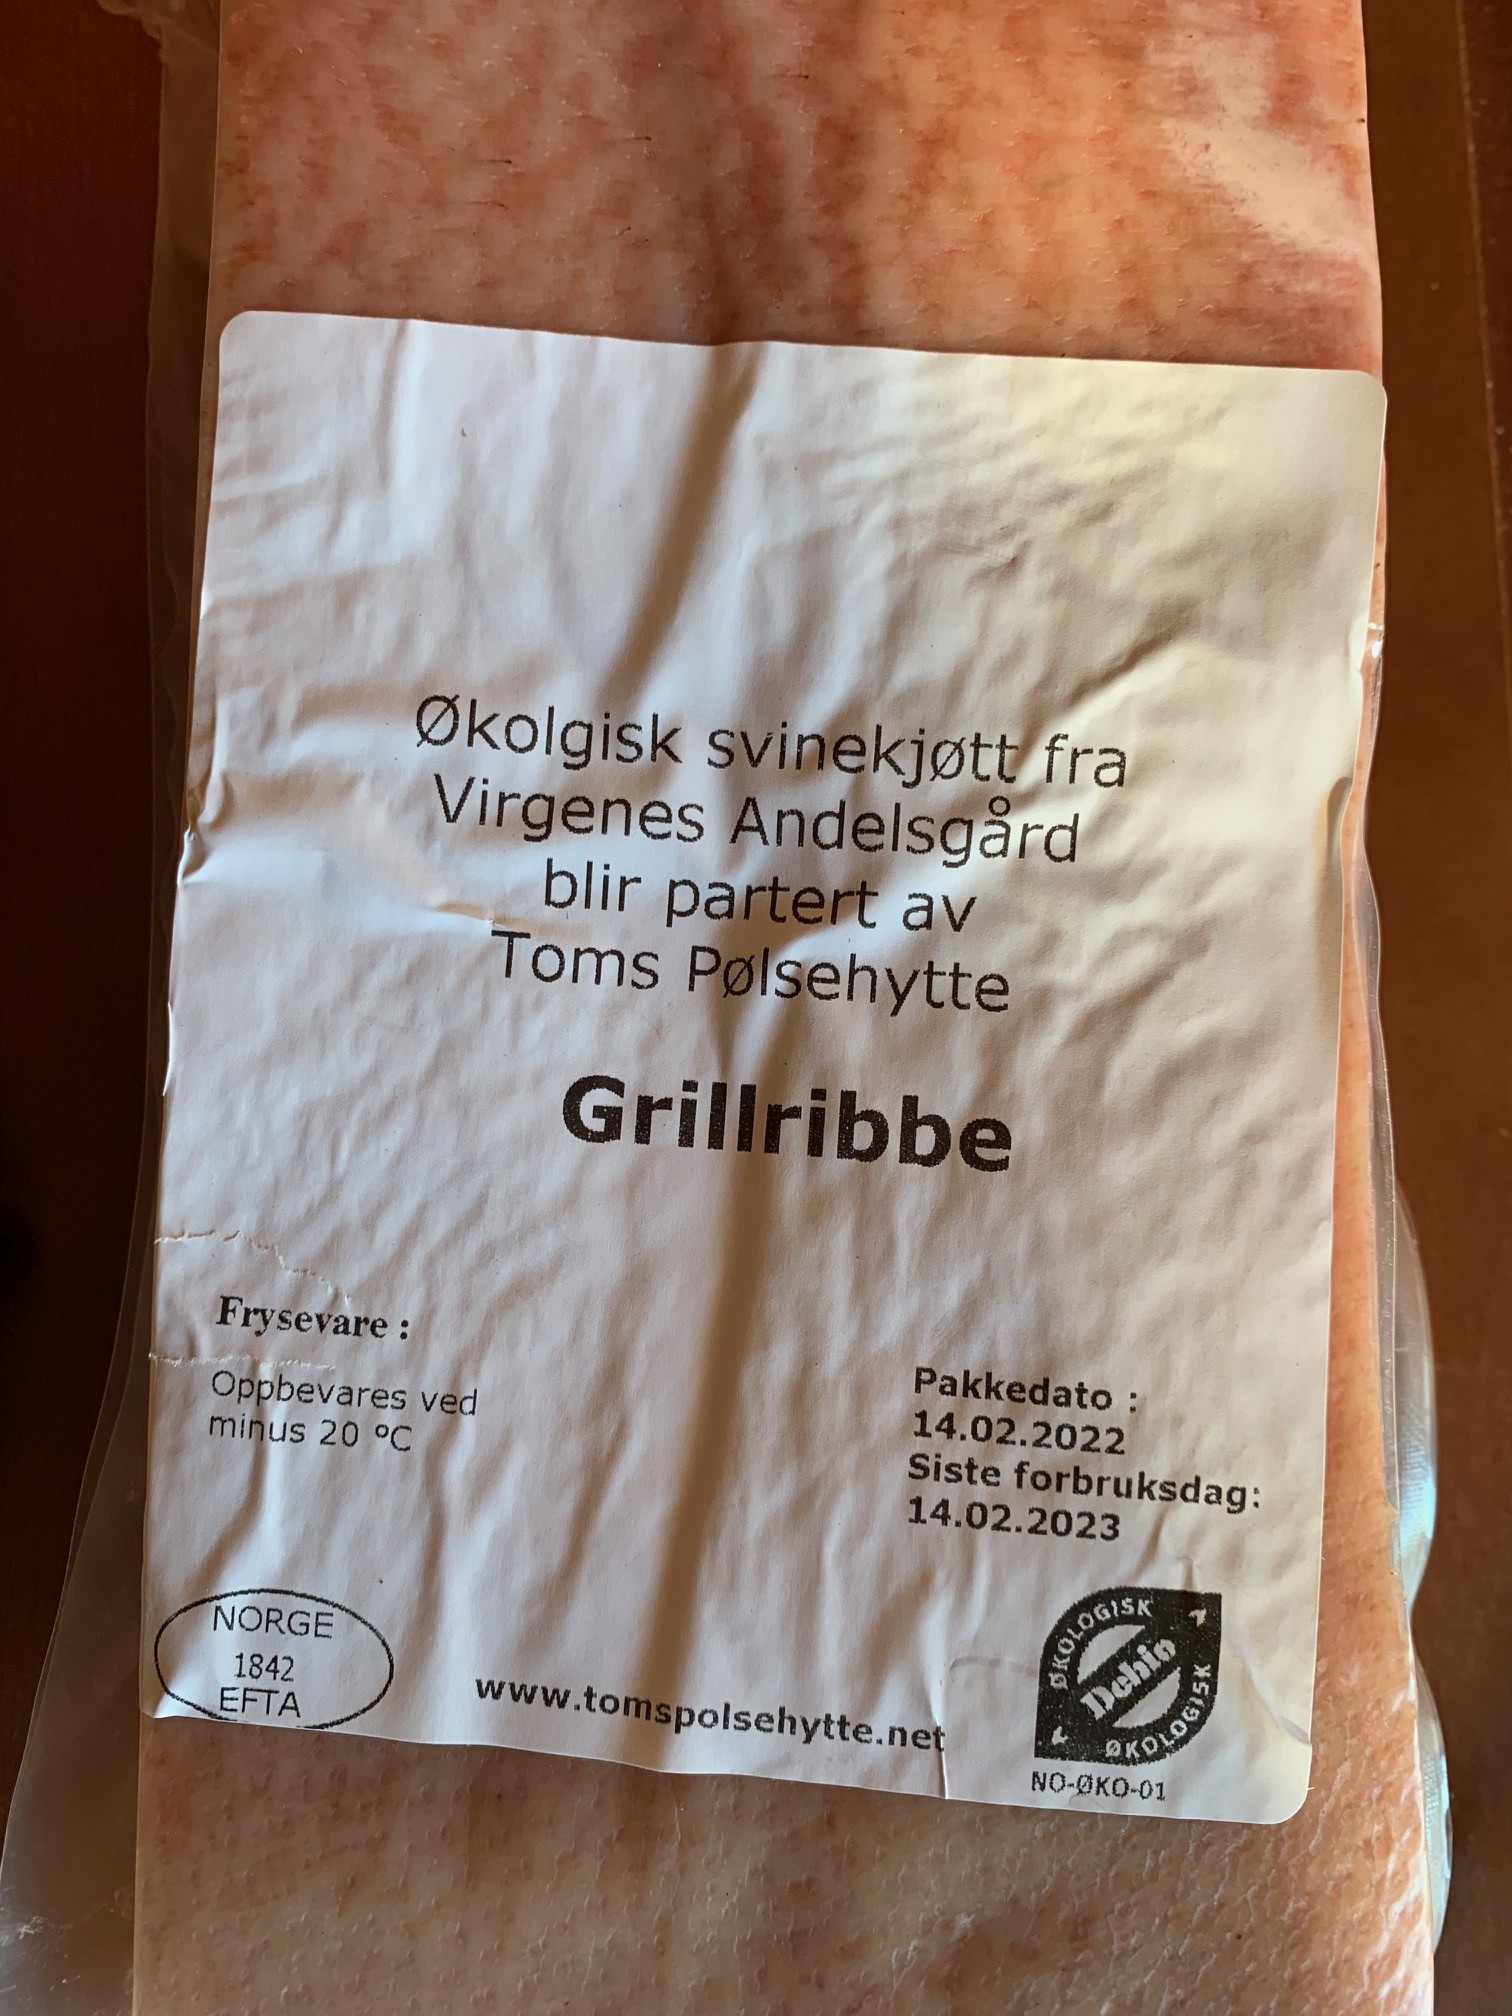 Økolgisk svinekjøtt fra
Virgenes Andelsgård
blir partert av
Toms Pølsehytte
Grillribbe
Frysevare :
Oppbevares ved
minus 20 ºC
Pakkedato :
14.02.2022
Siste forbruksdag:
14.02.2023
NORGE
1842
EFTA
www.tomspolsehytte.net
ØKOLOGISK
Debio
ØKOLOGISK
NO-ØKO-01